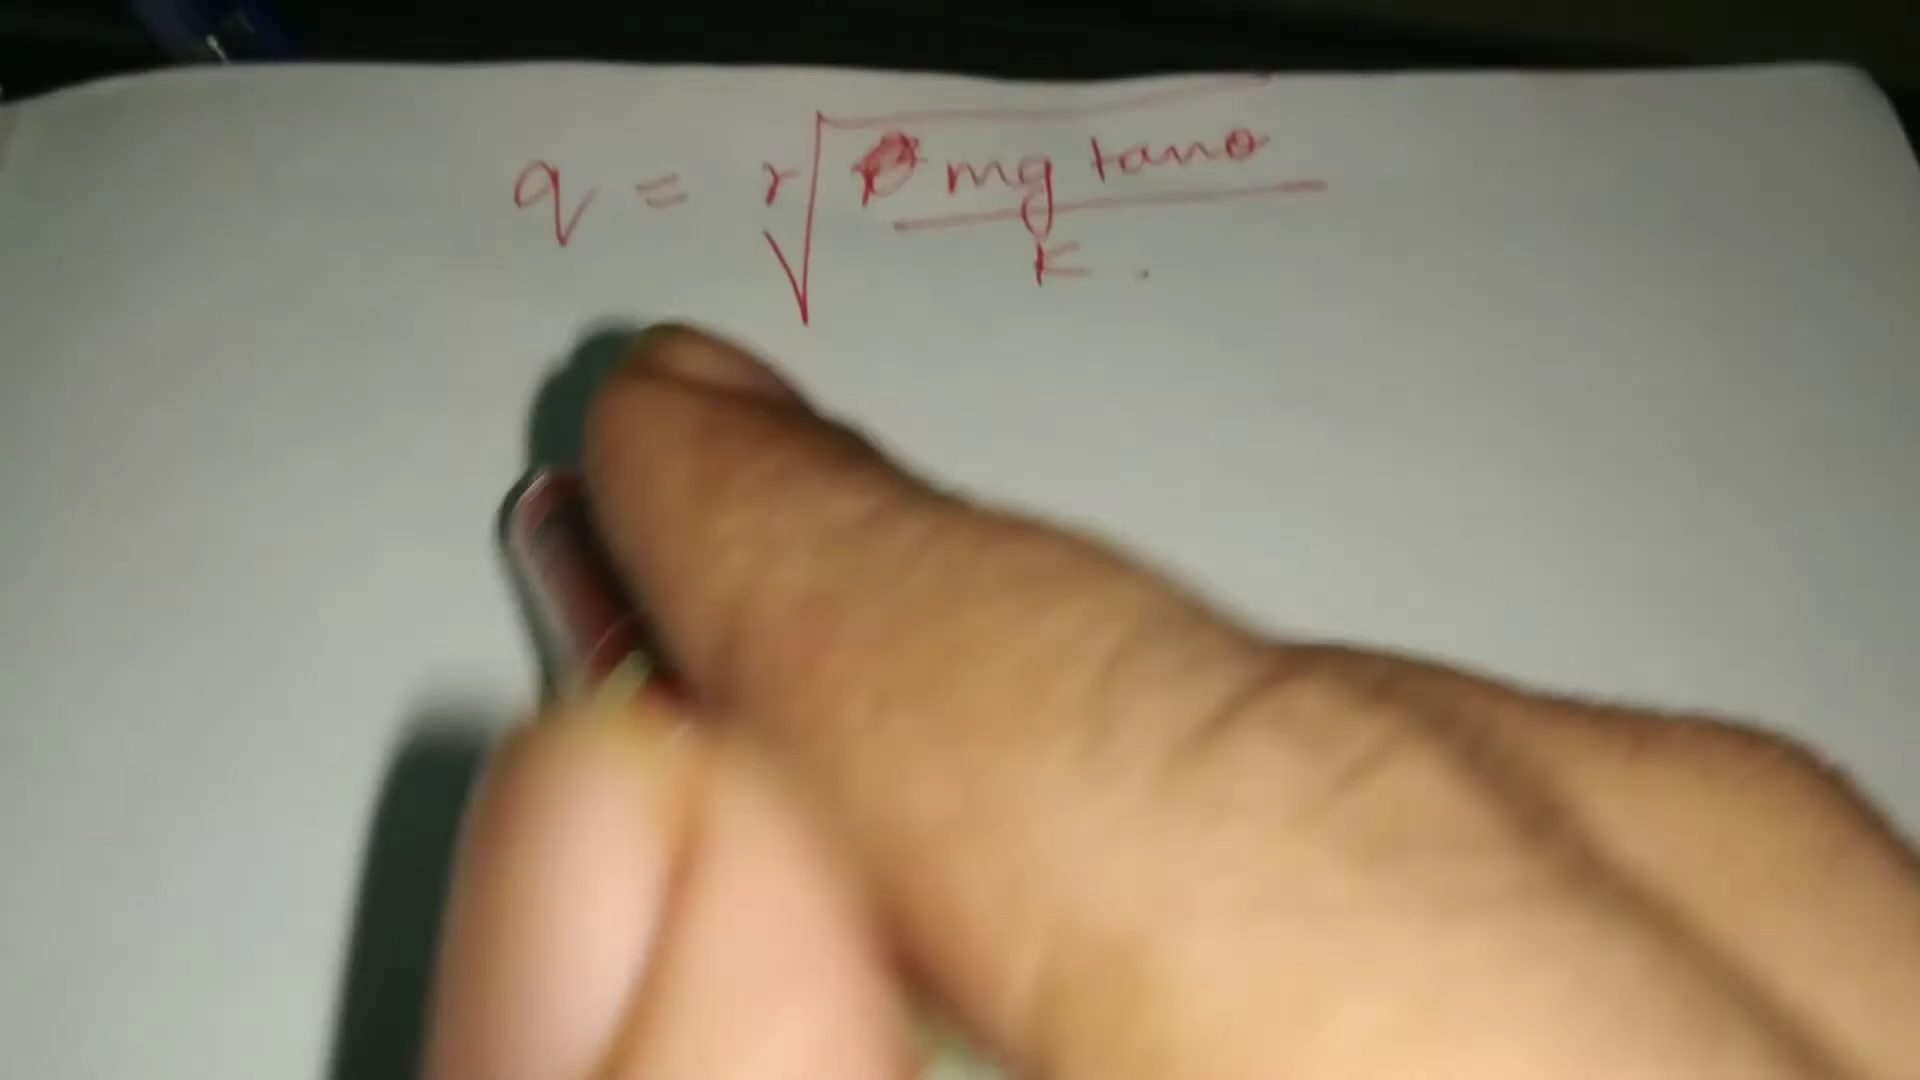 q = r√(mg tanθ / K).